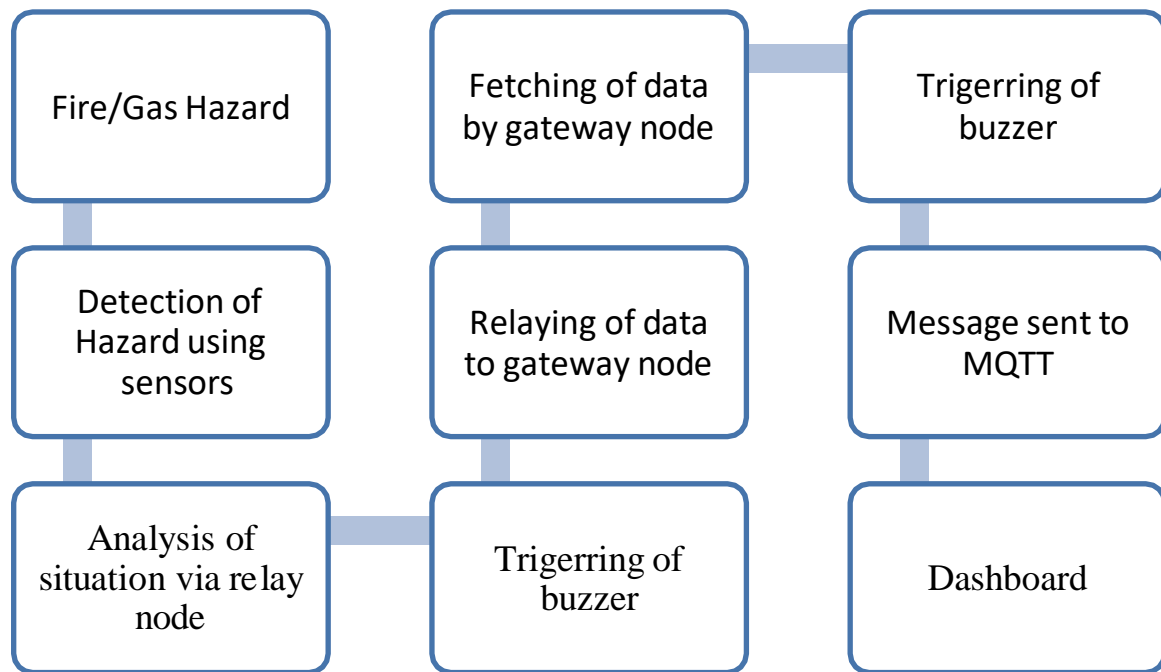 Fire/Gas Hazard
Detection of
Hazard using
sensors
Analysis of
situation via relay
node
Trigerring of
buzzer
Relaying of data
to gateway node
Fetching of data
by gateway node
Trigerring of
buzzer
Message sent to
MQTT
Dashboard